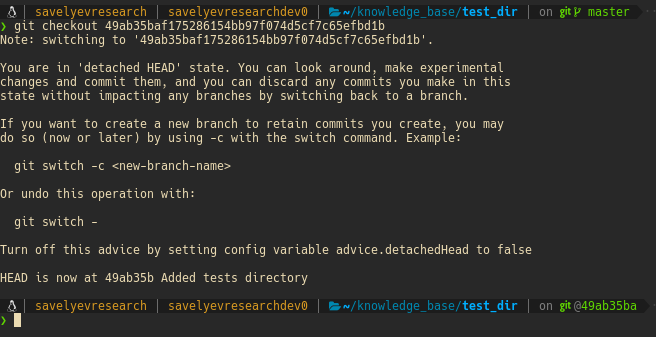 savelyevresearch | savelyevresearchdev0 | ~/knowledge_base/test_dir | on git master
❯ git checkout 49ab35baf175286154bb97f074d5cf7c65efbd1b
Note: switching to '49ab35baf175286154bb97f074d5cf7c65efbd1b'.
You are in 'detached HEAD' state. You can look around, make experimental
changes and commit them, and you can discard any commits you make in this
state without impacting any branches by switching back to a branch.
If you want to create a new branch to retain commits you create, you may
do so (now or later) by using -c with the switch command. Example:
git switch -c <new-branch-name>
Or undo this operation with:
git switch -
Turn off this advice by setting config variable advice.detachedHead to false
HEAD is now at 49ab35b Added tests directory
savelyevresearch | savelyevresearchdev0 | ~/knowledge_base/test_dir | on git @49ab35ba
❯